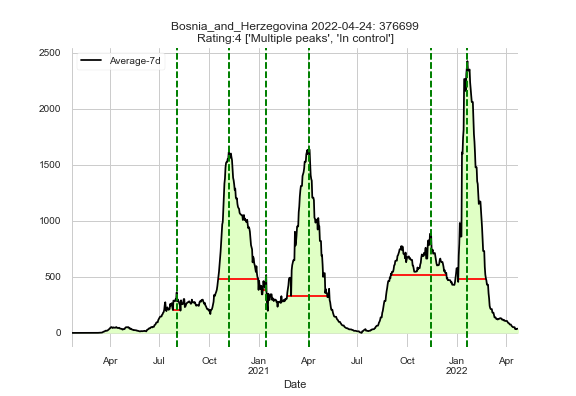 Bosnia_and_Herzegovina 2022-04-24: 376699
Rating:4 ['Multiple peaks', 'In control']
Average-7d
2500
2000
1500
1000
500
0
Apr Jul Oct Jan Apr Jul Oct Jan Apr
2021 2022
Date